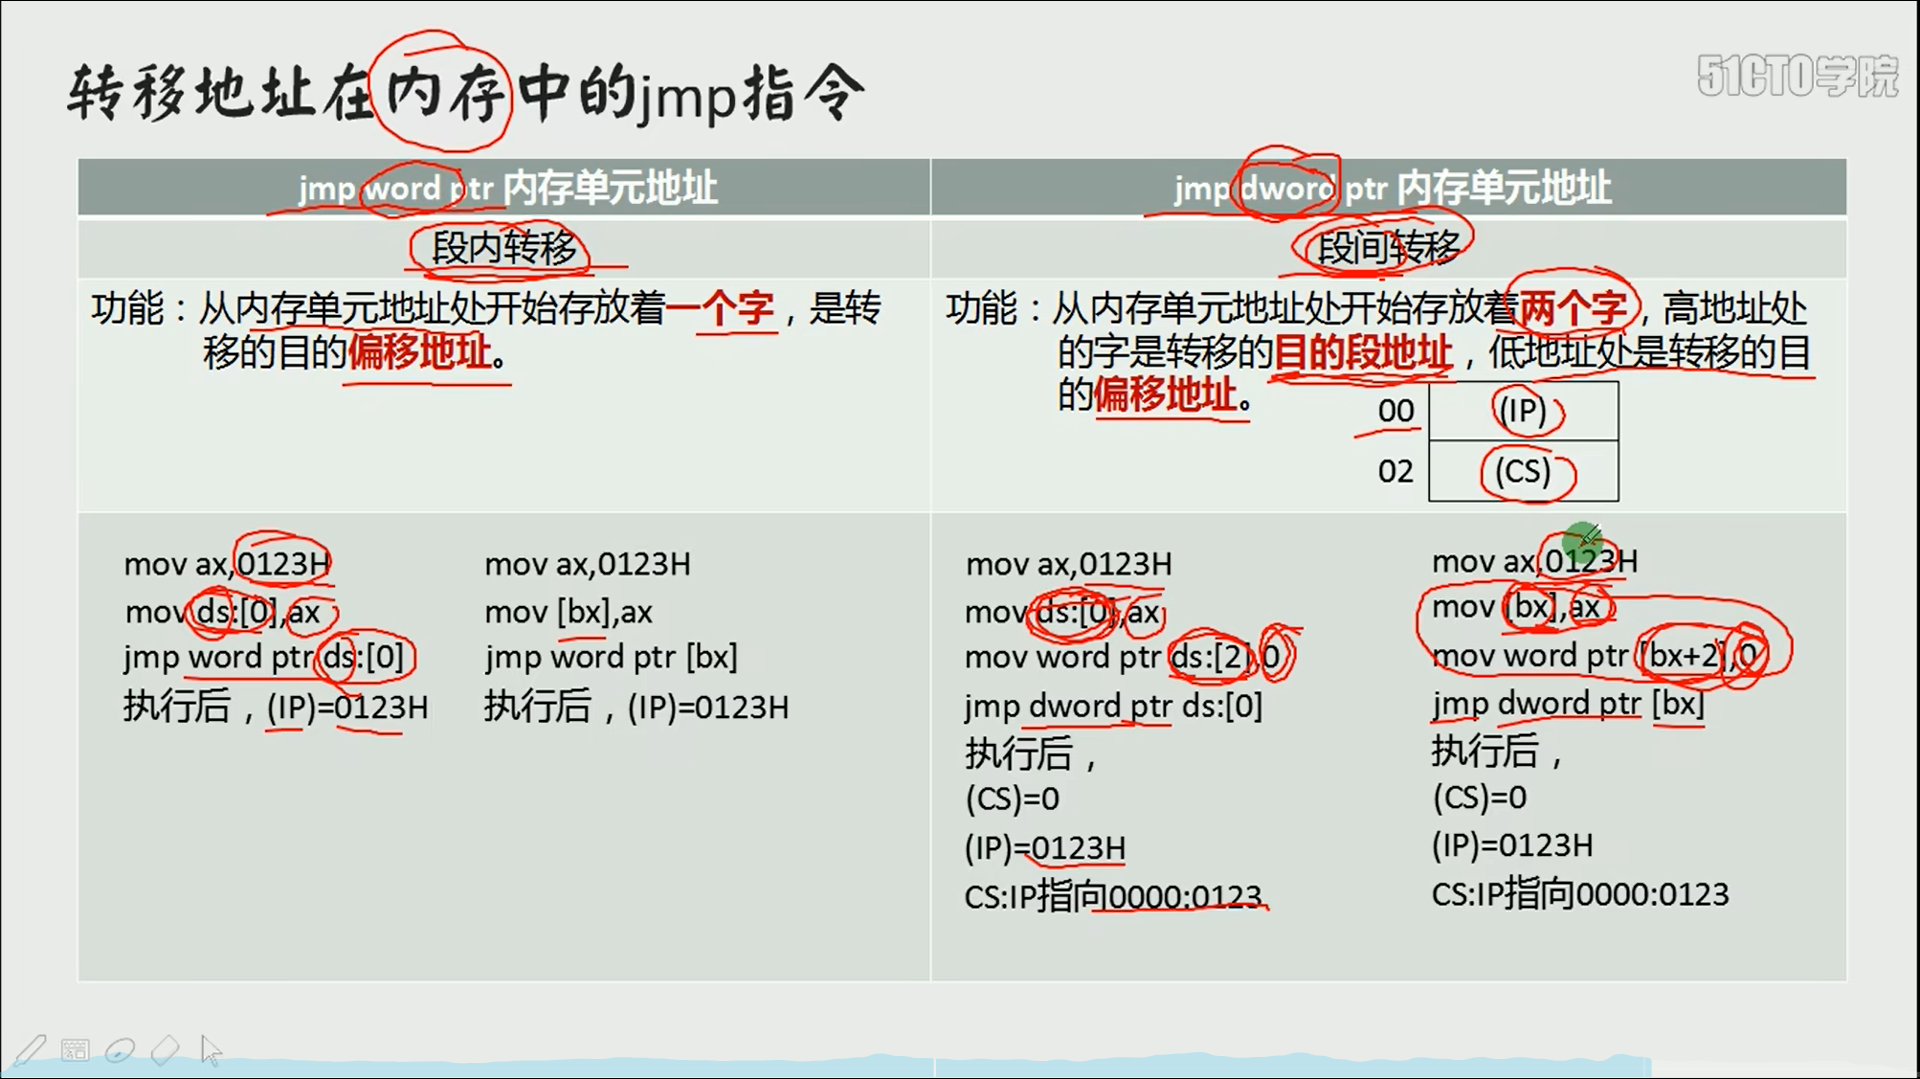 转移地址在内存中的jmp指令
51CTO学院
jmp word ptr 内存单元地址
段内转移
功能：从内存单元地址处开始存放着一个字，是转
移的目的偏移地址。
mov ax,0123H
mov ds:[0],ax
jmp word ptr ds:[0]
执行后，(IP)=0123H
mov ax,0123H
mov [bx],ax
jmp word ptr [bx]
执行后，(IP)=0123H
jmp dword ptr 内存单元地址
段间转移
功能：从内存单元地址处开始存放着两个字，高地址处
的字是转移的目的段地址，低地址处是转移的目
的偏移地址。
00 (IP)
02 (CS)
mov ax,0123H
mov ds:[0],ax
mov word ptr ds:[2],0
jmp dword ptr ds:[0]
执行后，
(CS)=0
(IP)=0123H
CS:IP指向0000:0123
mov ax,0123H
mov [bx],ax
mov word ptr [bx+2],0
jmp dword ptr [bx]
执行后，
(CS)=0
(IP)=0123H
CS:IP指向0000:0123